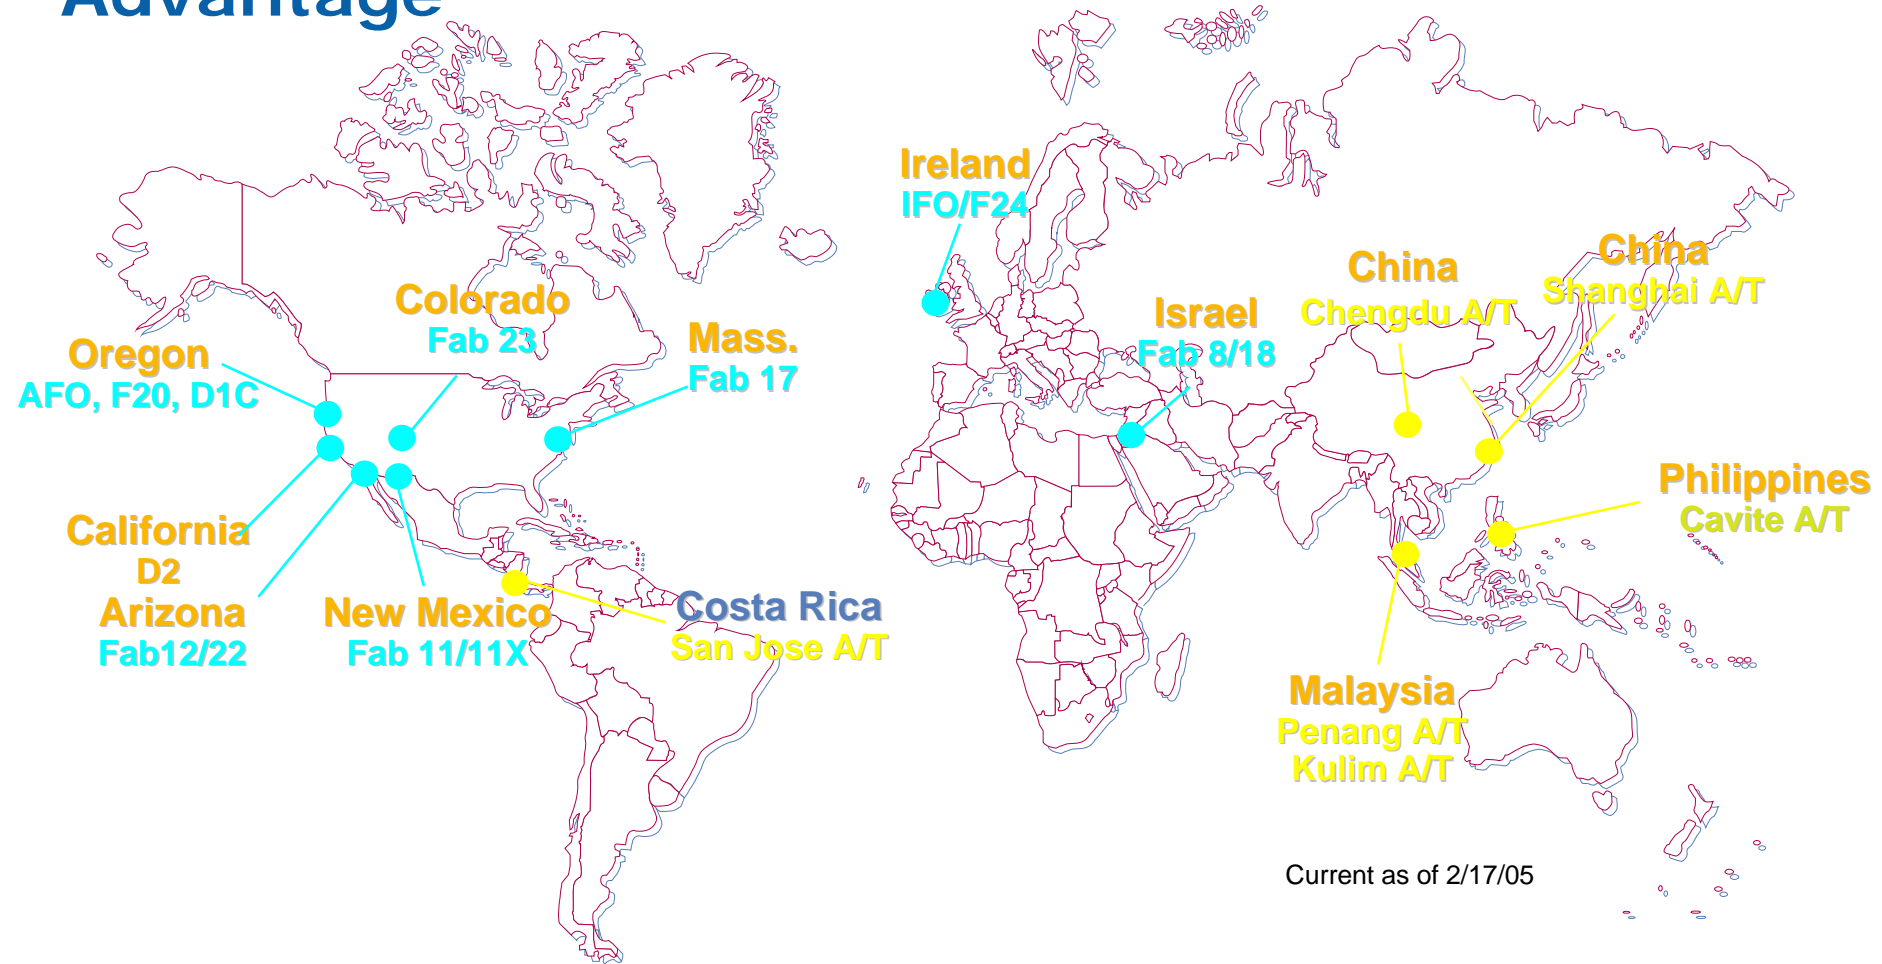 Advantage
Ireland
IFO/F24
China
Shanghai A/T
China
Chengdu A/T
Colorado
Fab 23
Israel
Fab 8/18
Mass.
Fab 17
Oregon
AFO, F20, D1C
Philippines
Cavite A/T
California
D2
Arizona
Fab12/22
New Mexico
Fab 11/11X
Costa Rica
San Jose A/T
Malaysia
Penang A/T
Kulim A/T
Current as of 2/17/05